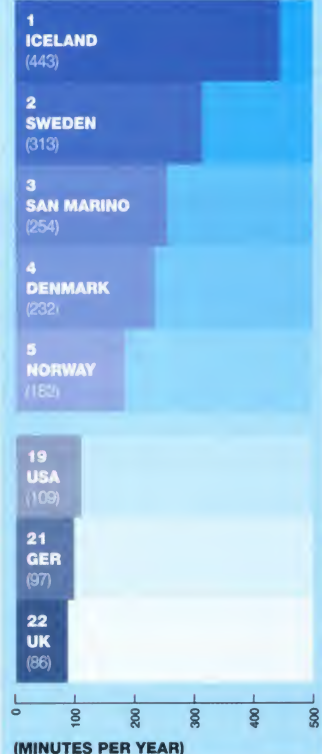 1
ICELAND
(443)
2
SWEDEN
(313)
3
SAN MARINO
(254)
4
DENMARK
(232)
5
NORWAY
(182)
19
USA
(109)
21
GER
(97)
22
UK
(86)
0 100 200 300 400 500
(MINUTES PER YEAR)